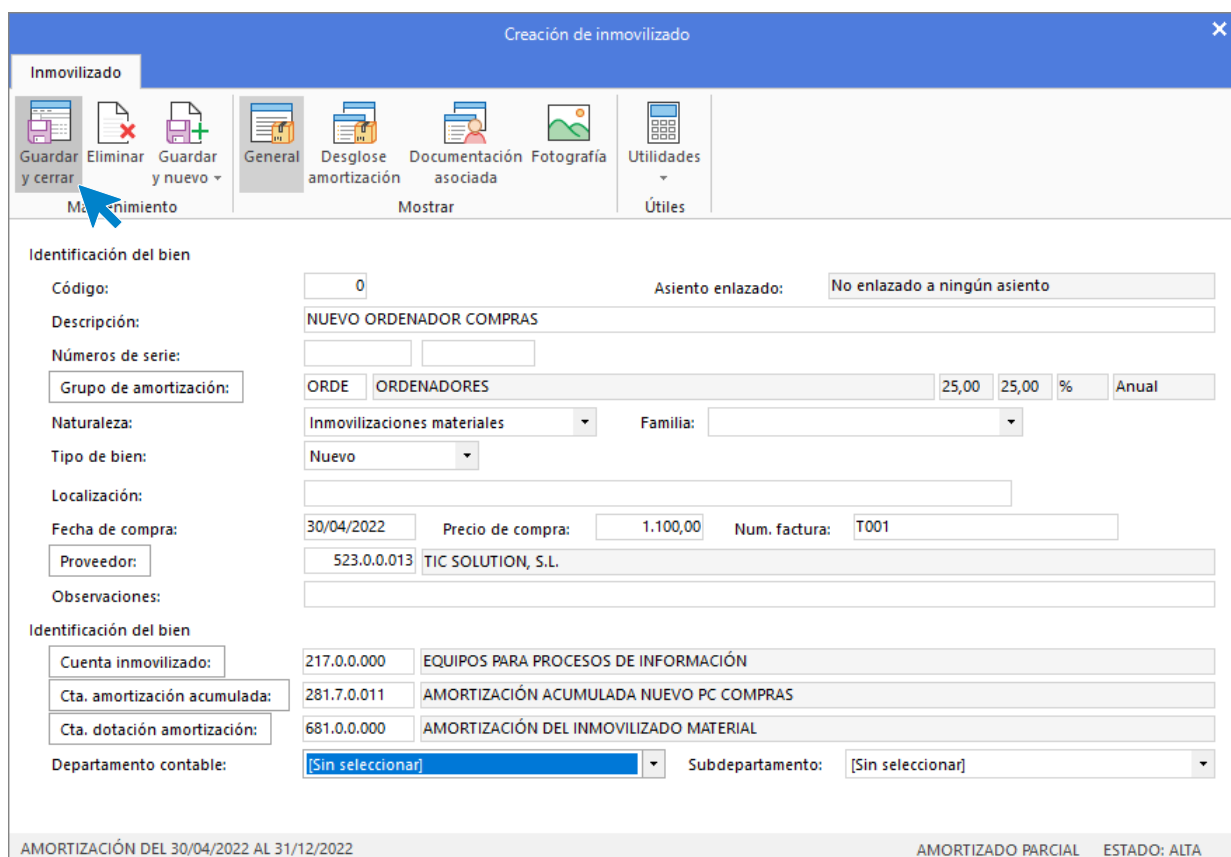 Creación de inmovilizado
Inmovilizado
Guardar y cerrar
Eliminar
Guardar y nuevo
General
Desglose amortización
Documentación asociada
Fotografía
Utilidades
Mantenimiento
Mostrar
Útiles
Identificación del bien
Código: 0 Asiento enlazado: No enlazado a ningún asiento
Descripción: NUEVO ORDENADOR COMPRAS
Números de serie:
Grupo de amortización: ORDE ORDENADORES 25,00 25,00 % Anual
Naturaleza: Inmovilizaciones materiales Familia:
Tipo de bien: Nuevo
Localización:
Fecha de compra: 30/04/2022 Precio de compra: 1.100,00 Num. factura: T001
Proveedor: 523.0.0.013 TIC SOLUTION, S.L.
Observaciones:
Identificación del bien
Cuenta inmovilizado: 217.0.0.000 EQUIPOS PARA PROCESOS DE INFORMACIÓN
Cta. amortización acumulada: 281.7.0.011 AMORTIZACIÓN ACUMULADA NUEVO PC COMPRAS
Cta. dotación amortización: 681.0.0.000 AMORTIZACIÓN DEL INMOVILIZADO MATERIAL
Departamento contable: [Sin seleccionar] Subdepartamento: [Sin seleccionar]
AMORTIZACIÓN DEL 30/04/2022 AL 31/12/2022 AMORTIZADO PARCIAL ESTADO: ALTA